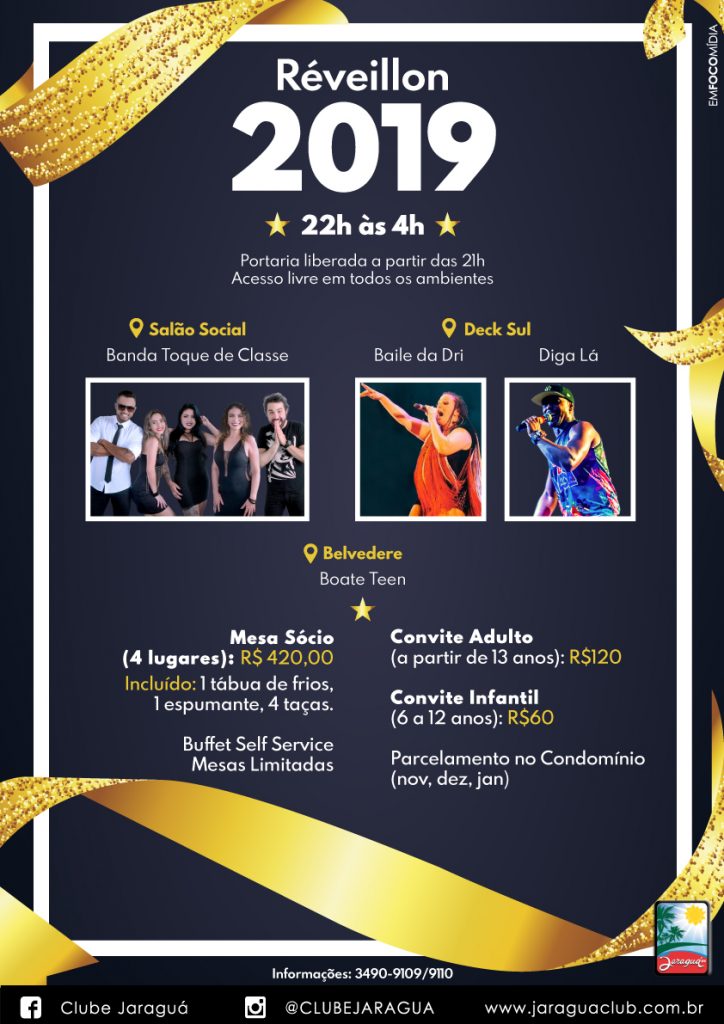 EMFOCOMÍDIA
Réveillon
2019
22h às 4h
Portaria liberada a partir das 21h
Acesso livre em todos os ambientes
Salão Social
Banda Toque de Classe
Deck Sul
Baile da Dri
Diga Lá
Belvedere
Boate Teen
Mesa Sócio
(4 lugares): R$ 420,00
Incluído: 1 tábua de frios,
1 espumante, 4 taças.
Buffet Self Service
Mesas Limitadas
Convite Adulto
(a partir de 13 anos): R$120
Convite Infantil
(6 a 12 anos): R$60
Parcelamento no Condomínio
(nov, dez, jan)
Jaraguá
Informações: 3490-9109/9110
Clube Jaraguá
@CLUBEJARAGUA
www.jaraguaclub.com.br